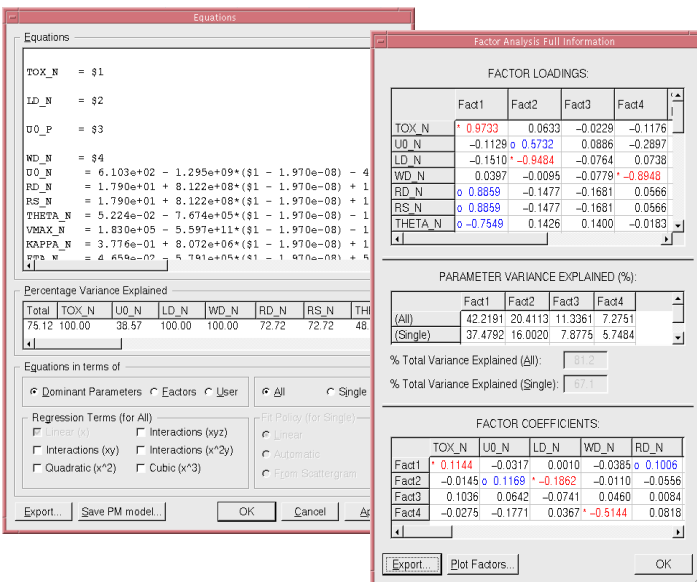 Equations
Equations
TOX_N = $1
LD_N = $2
U0_P = $3
WD_N = $4
U0_N = 6.103e+02 - 1.295e+09*($1 - 1.970e-08) - 4
RD_N = 1.790e+01 + 8.122e+08*($1 - 1.970e-08) + 1
RS_N = 1.790e+01 + 8.122e+08*($1 - 1.970e-08) + 1
THETA_N = 5.224e-02 - 7.674e+05*($1 - 1.970e-08) - 1
VMAX_N = 1.830e+05 - 5.597e+11*($1 - 1.970e-08) - 1
KAPPA_N = 3.776e-01 + 8.072e+06*($1 - 1.970e-08) + 1
ETA_N = 4.659e-02 - 5.791e+05*($1 - 1.970e-08) + 5
Percentage Variance Explained
Total TOX_N U0_N LD_N WD_N RD_N RS_N TH
75.12 100.00 38.57 100.00 100.00 72.72 72.72 48.
Equations in terms of
Dominant Parameters Factors User All Single
Regression Terms (for All)
Linear (x) Interactions (xyz)
Interactions (xy) Interactions (x^2y)
Quadratic (x^2) Cubic (x^3)
Fit Policy (for Single)
Linear
Automatic
From Scattergram
Export... Save PM model... OK Cancel Ap
Factor Analysis Full Information
FACTOR LOADINGS:
Fact1 Fact2 Fact3 Fact4
TOX_N * 0.9733 0.0633 -0.0229 -0.1176
U0_N -0.1129 o 0.5732 0.0886 -0.2897
LD_N -0.1510 * -0.9484 -0.0764 0.0738
WD_N 0.0397 -0.0095 -0.0779 * -0.8948
RD_N o 0.8859 -0.1477 -0.1681 0.0566
RS_N o 0.8859 -0.1477 -0.1681 0.0566
THETA_N o -0.7549 0.1426 0.1400 -0.0183
PARAMETER VARIANCE EXPLAINED (%):
Fact1 Fact2 Fact3 Fact4
(All) 42.2191 20.4113 11.3361 7.2751
(Single) 37.4792 16.0020 7.8775 5.7484
% Total Variance Explained (All): 81.2
% Total Variance Explained (Single): 67.1
FACTOR COEFFICIENTS:
TOX_N U0_N LD_N WD_N RD_N
Fact1 * 0.1144 -0.0317 0.0010 -0.0385 o 0.1006
Fact2 -0.0145 o 0.1169 * -0.1862 -0.0110 -0.0556
Fact3 0.1036 0.0642 -0.0741 0.0460 0.0084
Fact4 -0.0275 -0.1771 0.0367 * -0.5144 0.0818
Export... Plot Factors... OK